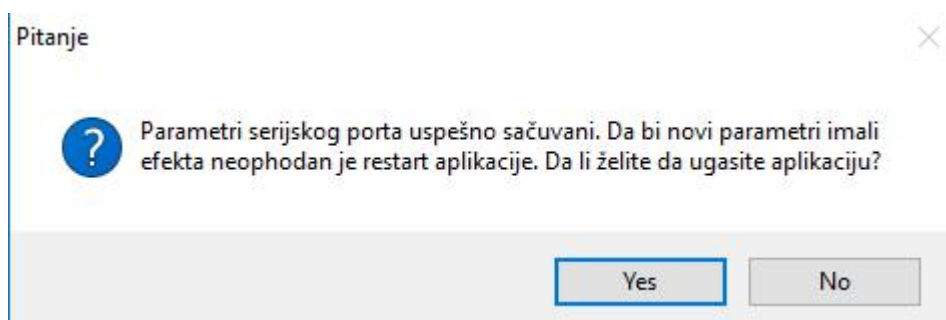 Pitanje
Parametri serijskog porta uspešno sačuvani. Da bi novi parametri imali
efekta neophodan je restart aplikacije. Da li želite da ugasite aplikaciju?
Yes No